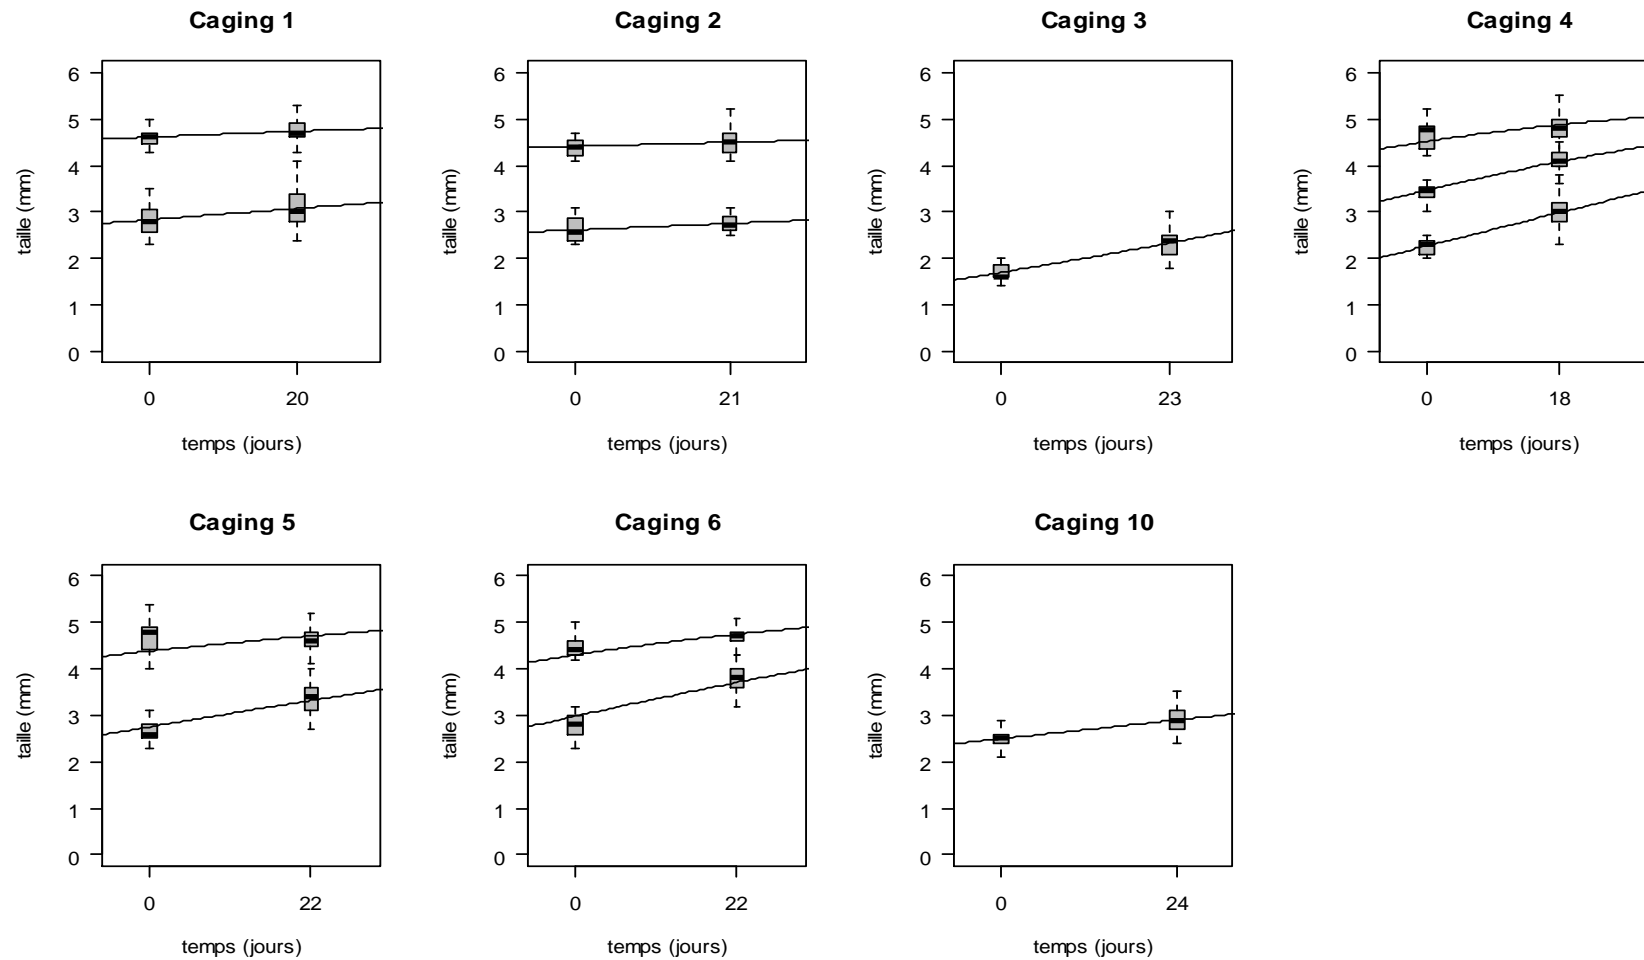 Caging 1
6
5
4
3
2
1
0
taille (mm)
0 20
temps (jours)
Caging 2
6
5
4
3
2
1
0
taille (mm)
0 21
temps (jours)
Caging 3
6
5
4
3
2
1
0
taille (mm)
0 23
temps (jours)
Caging 4
6
5
4
3
2
1
0
taille (mm)
0 18
temps (jours)
Caging 5
6
5
4
3
2
1
0
taille (mm)
0 22
temps (jours)
Caging 6
6
5
4
3
2
1
0
taille (mm)
0 22
temps (jours)
Caging 10
6
5
4
3
2
1
0
taille (mm)
0 24
temps (jours)